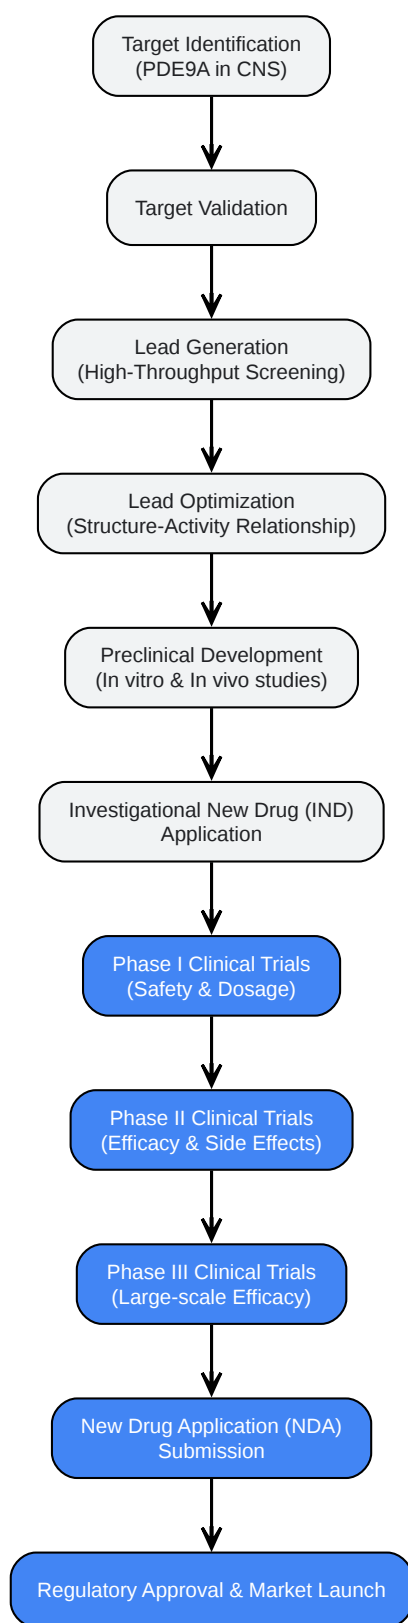 Target Identification
(PDE9A in CNS)
Target Validation
Lead Generation
(High-Throughput Screening)
Lead Optimization
(Structure-Activity Relationship)
Preclinical Development
(In vitro & In vivo studies)
Investigational New Drug (IND)
Application
Phase I Clinical Trials
(Safety & Dosage)
Phase II Clinical Trials
(Efficacy & Side Effects)
Phase III Clinical Trials
(Large-scale Efficacy)
New Drug Application (NDA)
Submission
Regulatory Approval & Market Launch